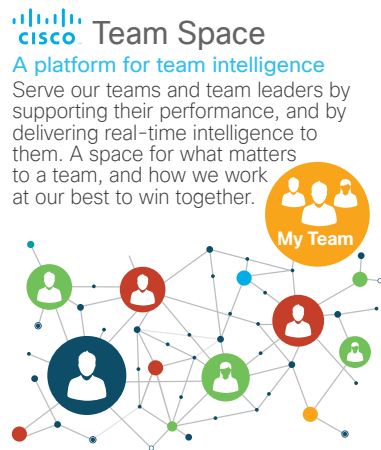 CISCO Team Space
A platform for team intelligence
Serve our teams and team leaders by
supporting their performance, and by
delivering real-time intelligence to
them. A space for what matters
to a team, and how we work
at our best to win together.
My Team